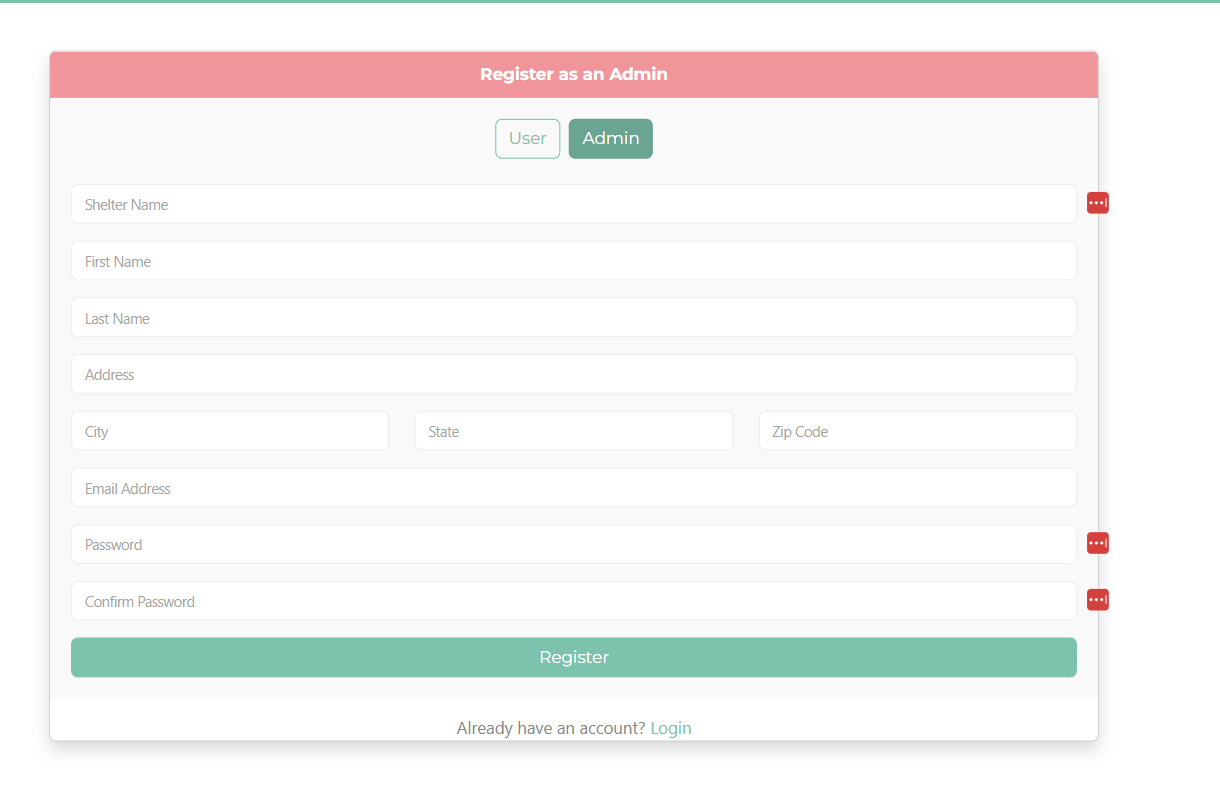 Register as an Admin
User Admin
Shelter Name
First Name
Last Name
Address
City State Zip Code
Email Address
Password
Confirm Password
Register
Already have an account? Login